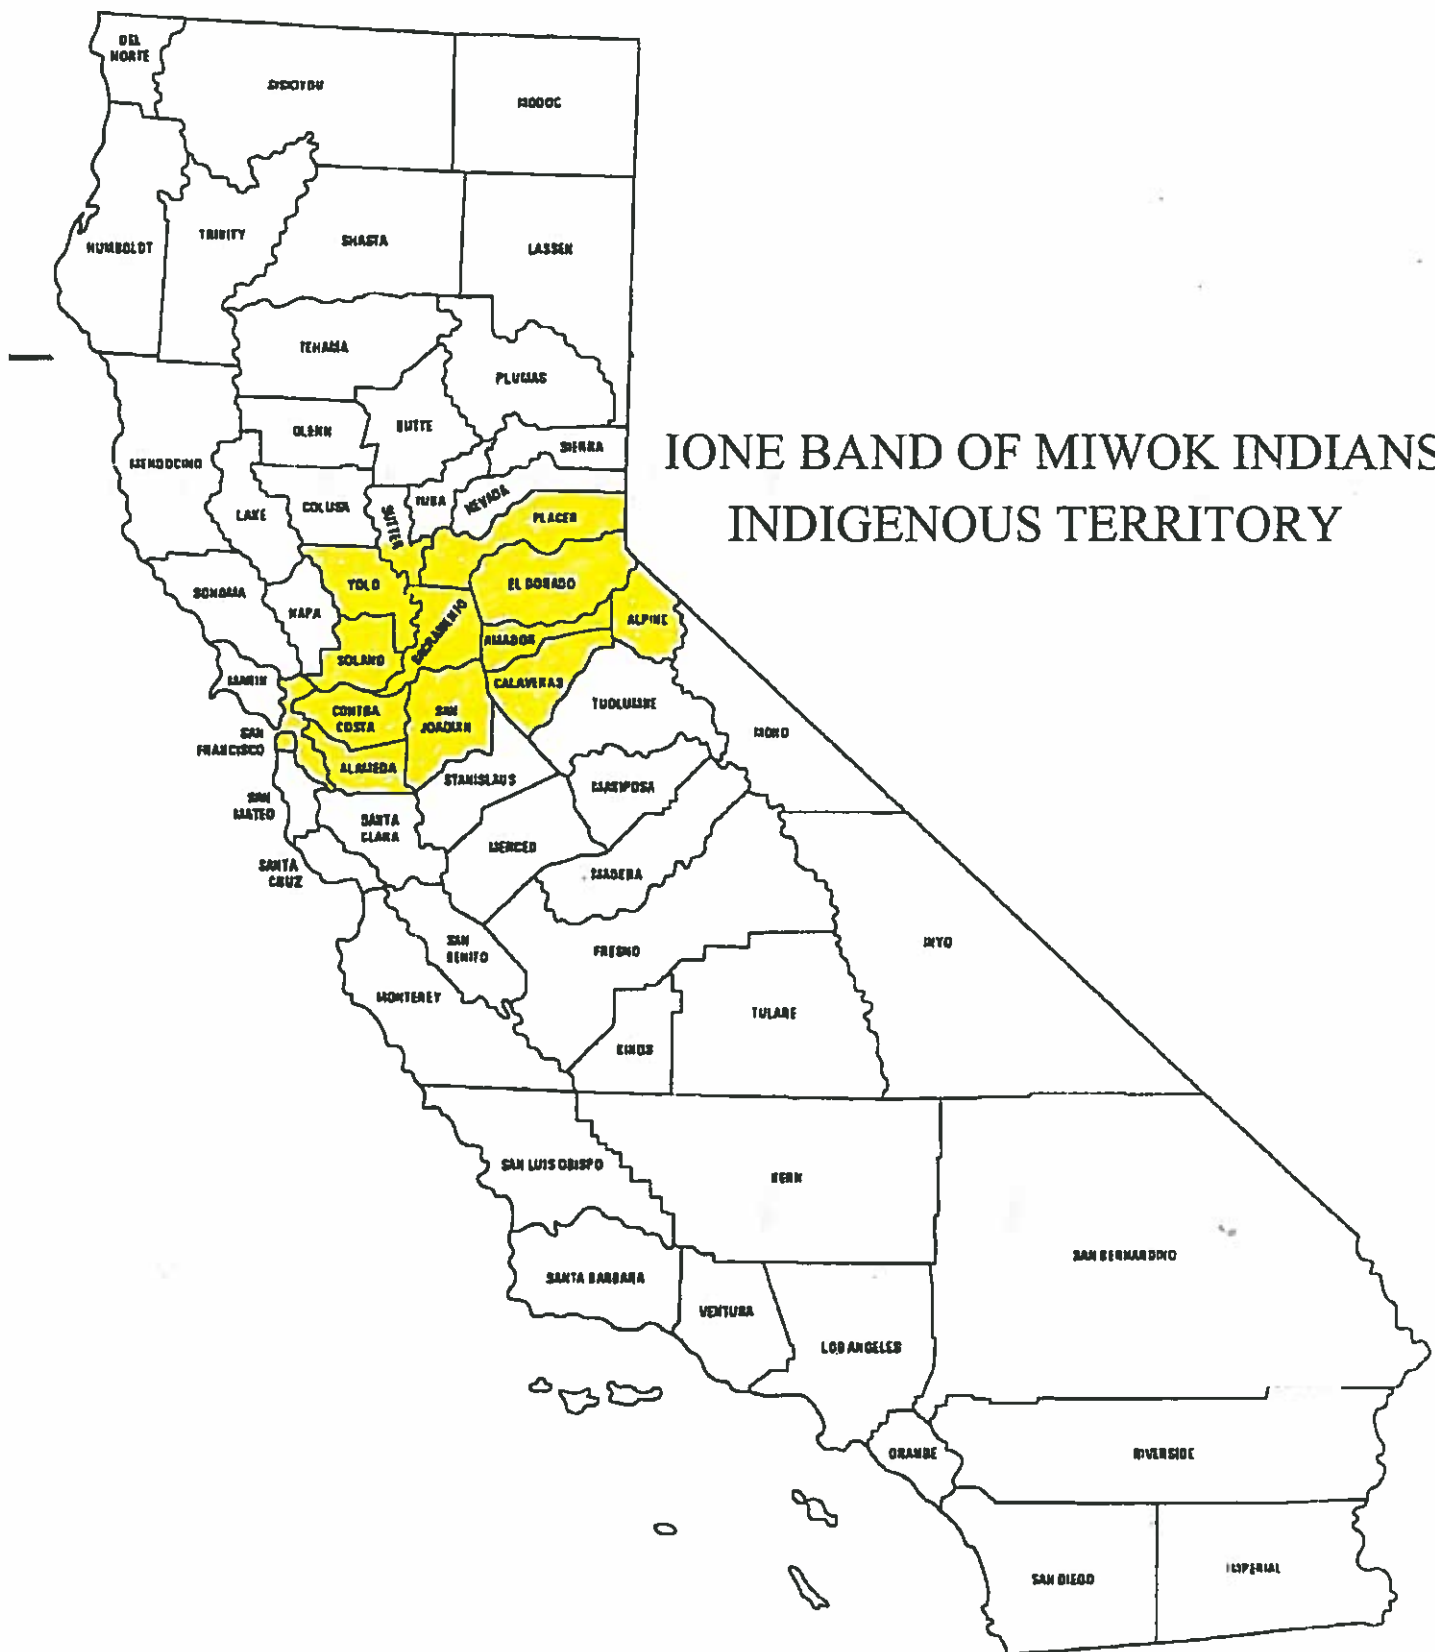 DEL
NORTE
SISKIYOU
MODOC
HUMBOLDT
TRINITY
SHASTA
LASSEN
TEHAMA
PLUMAS
GLENN
BUTTE
SIERRA
IONE BAND OF MIWOK INDIANS
INDIGENOUS TERRITORY
MENDOCINO
LAKE
COLUSA
SUTTER
YUBA
NEVADA
PLACER
SONOMA
NAPA
YOLO
EL DORADO
SACRAMENTO
ALPINE
AMADOR
SOLANO
MARIN
CALAVERAS
CONTRA
COSTA
SAN
JOAQUIN
TUOLUMNE
MONO
SAN
FRANCISCO
ALAMEDA
STANISLAUS
MARIPOSA
SAN
MATEO
SANTA
CLARA
MERCED
SANTA
CRUZ
MADERA
SAN
BENITO
FRESNO
INYO
MONTEREY
TULARE
KINGS
SAN LUIS OBISPO
KERN
SAN BERNARDINO
SANTA BARBARA
VENTURA
LOS ANGELES
ORANGE
RIVERSIDE
SAN DIEGO
IMPERIAL